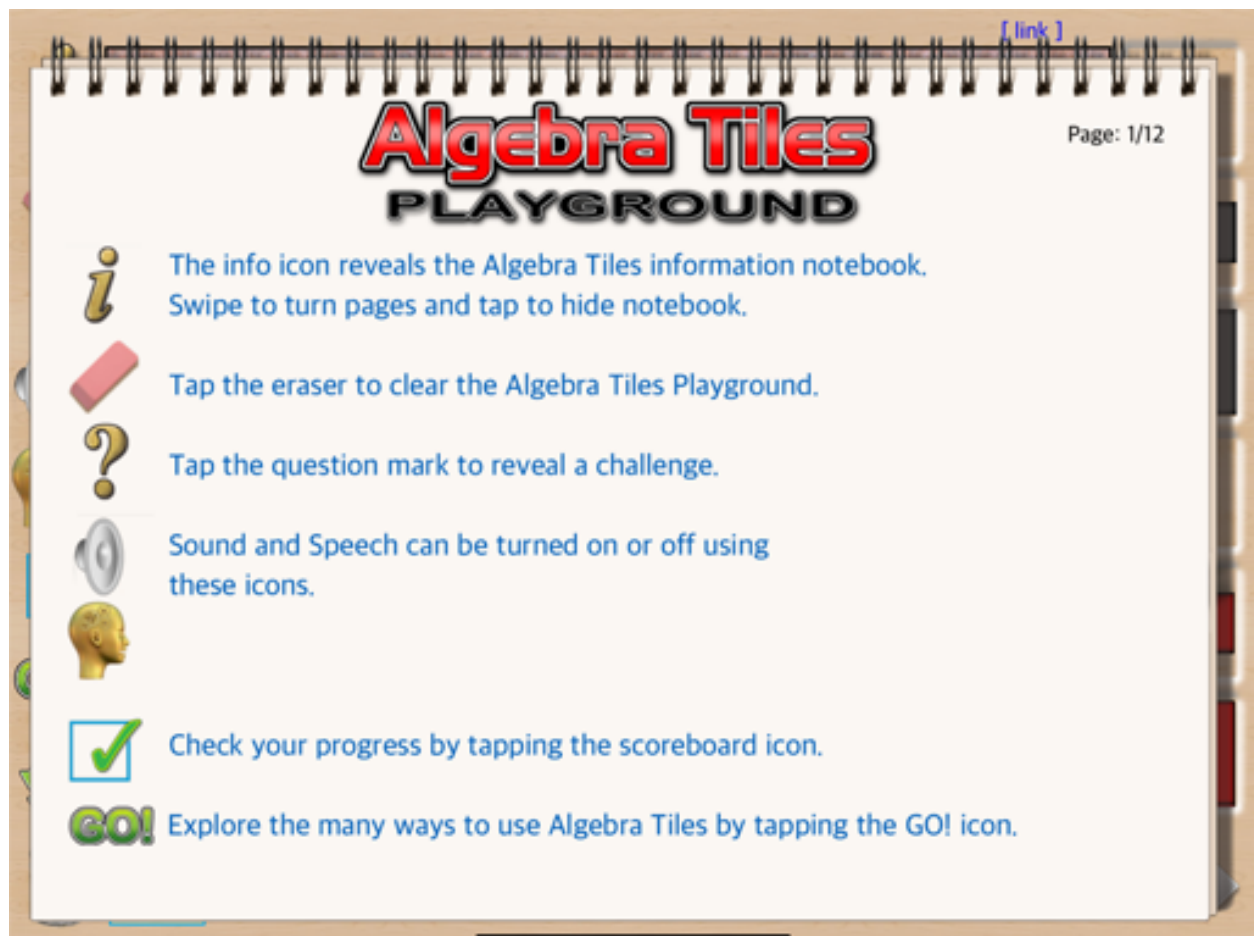 [ link ]
Algebra Tiles
Page: 1/12
PLAYGROUND
The info icon reveals the Algebra Tiles information notebook.
Swipe to turn pages and tap to hide notebook.
Tap the eraser to clear the Algebra Tiles Playground.
Tap the question mark to reveal a challenge.
Sound and Speech can be turned on or off using
these icons.
Check your progress by tapping the scoreboard icon.
GO! Explore the many ways to use Algebra Tiles by tapping the GO! icon.